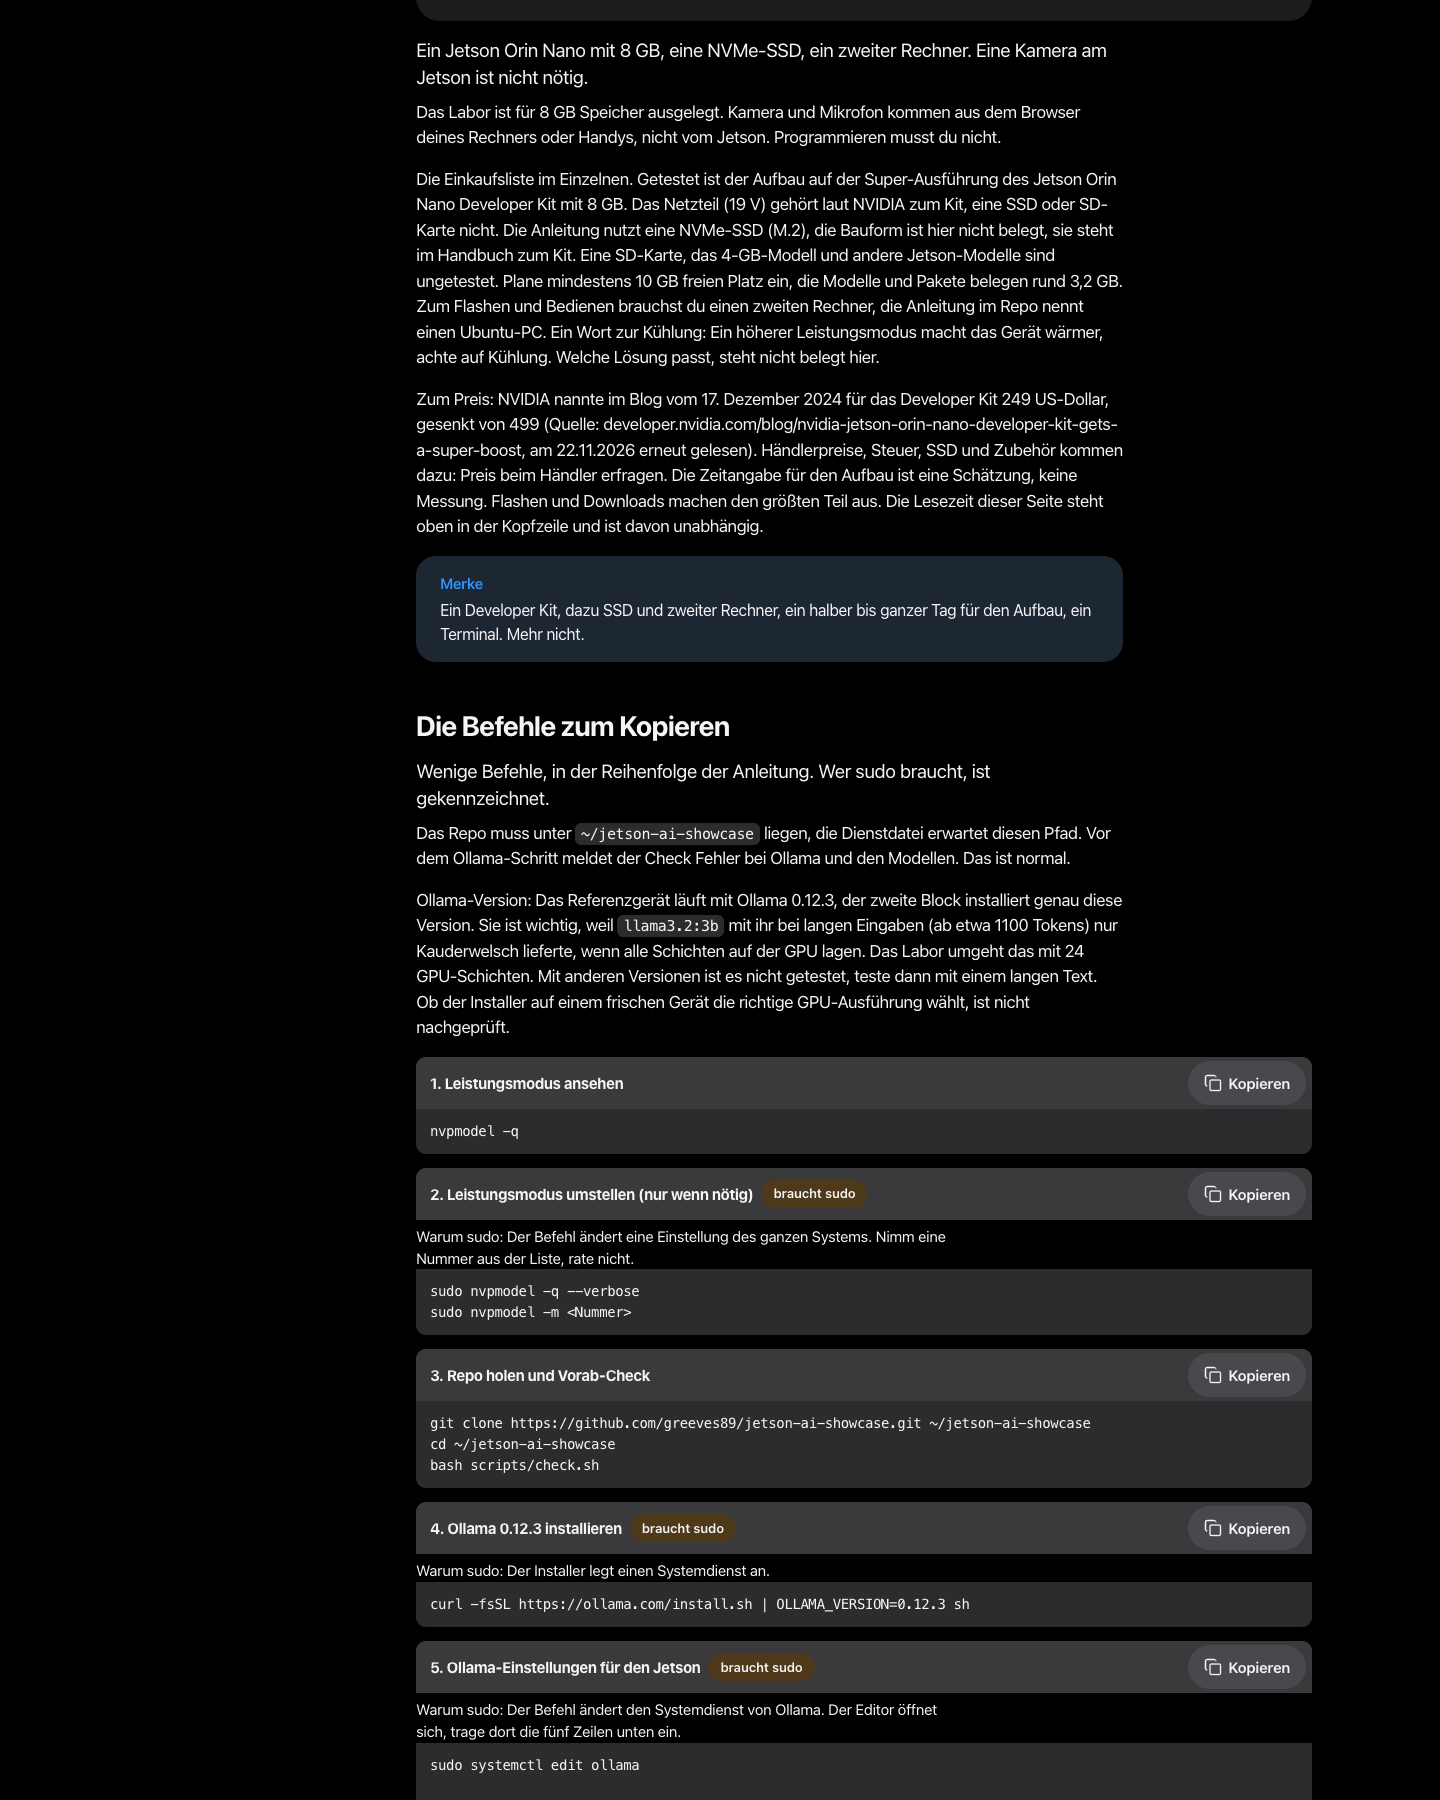 Ein Jetson Orin Nano mit 8 GB, eine NVMe-SSD, ein zweiter Rechner. Eine Kamera am
Jetson ist nicht nötig.
Das Labor ist für 8 GB Speicher ausgelegt. Kamera und Mikrofon kommen aus dem Browser
deines Rechners oder Handys, nicht vom Jetson. Programmieren musst du nicht.
Die Einkaufsliste im Einzelnen. Getestet ist der Aufbau auf der Super-Ausführung des Jetson Orin
Nano Developer Kit mit 8 GB. Das Netzteil (19 V) gehört laut NVIDIA zum Kit, eine SSD oder SD-
Karte nicht. Die Anleitung nutzt eine NVMe-SSD (M.2), die Bauform ist hier nicht belegt, sie steht
im Handbuch zum Kit. Eine SD-Karte, das 4-GB-Modell und andere Jetson-Modelle sind
ungetestet. Plane mindestens 10 GB freien Platz ein, die Modelle und Pakete belegen rund 3,2 GB.
Zum Flashen und Bedienen brauchst du einen zweiten Rechner, die Anleitung im Repo nennt
einen Ubuntu-PC. Ein Wort zur Kühlung: Ein höherer Leistungsmodus macht das Gerät wärmer,
achte auf Kühlung. Welche Lösung passt, steht nicht belegt hier.
Zum Preis: NVIDIA nannte im Blog vom 17. Dezember 2024 für das Developer Kit 249 US-Dollar,
gesenkt von 499 (Quelle: developer.nvidia.com/blog/nvidia-jetson-orin-nano-developer-kit-gets-
a-super-boost, am 22.11.2026 erneut gelesen). Händlerpreise, Steuer, SSD und Zubehör kommen
dazu: Preis beim Händler erfragen. Die Zeitangabe für den Aufbau ist eine Schätzung, keine
Messung. Flashen und Downloads machen den größten Teil aus. Die Lesezeit dieser Seite steht
oben in der Kopfzeile und ist davon unabhängig.
Merke
Ein Developer Kit, dazu SSD und zweiter Rechner, ein halber bis ganzer Tag für den Aufbau, ein
Terminal. Mehr nicht.
Die Befehle zum Kopieren
Wenige Befehle, in der Reihenfolge der Anleitung. Wer sudo braucht, ist
gekennzeichnet.
Das Repo muss unter ~/jetson-ai-showcase liegen, die Dienstdatei erwartet diesen Pfad. Vor
dem Ollama-Schritt meldet der Check Fehler bei Ollama und den Modellen. Das ist normal.
Ollama-Version: Das Referenzgerät läuft mit Ollama 0.12.3, der zweite Block installiert genau diese
Version. Sie ist wichtig, weil llama3.2:3b mit ihr bei langen Eingaben (ab etwa 1100 Tokens) nur
Kauderwelsch lieferte, wenn alle Schichten auf der GPU lagen. Das Labor umgeht das mit 24
GPU-Schichten. Mit anderen Versionen ist es nicht getestet, teste dann mit einem langen Text.
Ob der Installer auf einem frischen Gerät die richtige GPU-Ausführung wählt, ist nicht
nachgeprüft.
1. Leistungsmodus ansehen Kopieren
nvpmodel -q
2. Leistungsmodus umstellen (nur wenn nötig) braucht sudo Kopieren
Warum sudo: Der Befehl ändert eine Einstellung des ganzen Systems. Nimm eine
Nummer aus der Liste, rate nicht.
sudo nvpmodel -q --verbose
sudo nvpmodel -m <Nummer>
3. Repo holen und Vorab-Check Kopieren
git clone https://github.com/greeves89/jetson-ai-showcase.git ~/jetson-ai-showcase
cd ~/jetson-ai-showcase
bash scripts/check.sh
4. Ollama 0.12.3 installieren braucht sudo Kopieren
Warum sudo: Der Installer legt einen Systemdienst an.
curl -fsSL https://ollama.com/install.sh | OLLAMA_VERSION=0.12.3 sh
5. Ollama-Einstellungen für den Jetson braucht sudo Kopieren
Warum sudo: Der Befehl ändert den Systemdienst von Ollama. Der Editor öffnet
sich, trage dort die fünf Zeilen unten ein.
sudo systemctl edit ollama